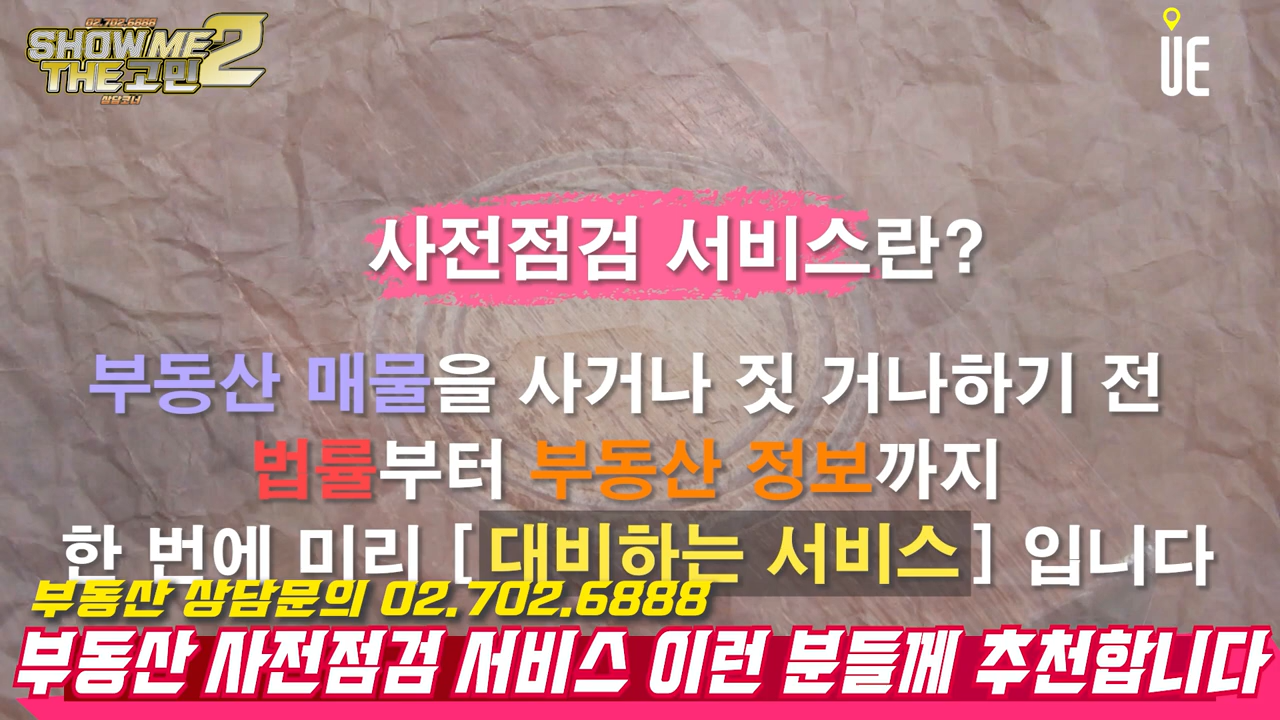 02.702.6888
SHOW ME
THE고민2
상담코너
UE
사전점검 서비스란?
부동산 매물을 사거나 짓 거나하기 전
법률부터 부동산 정보까지
한 번에 미리 [대비하는 서비스] 입니다
부동산 상담문의 02.702.6888
부동산 사전점검 서비스 이런 분들께 추천합니다